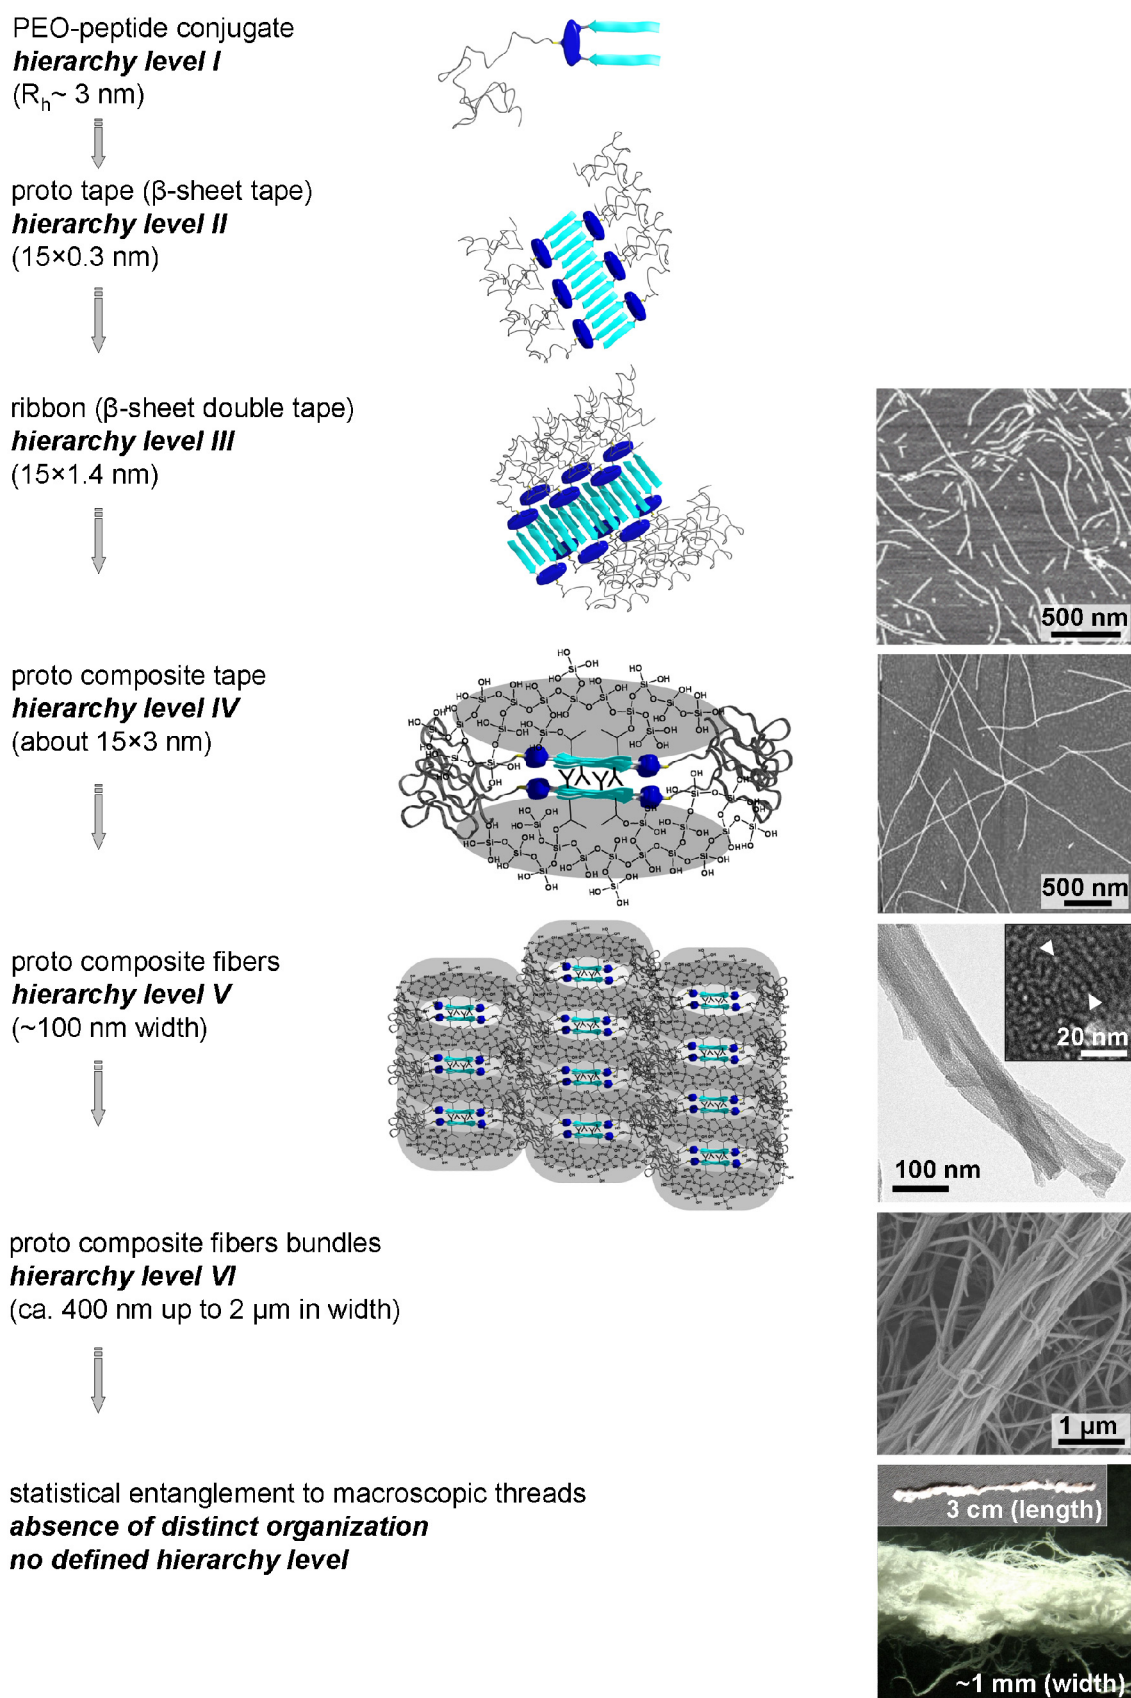 PEO-peptide conjugate
hierarchy level I
(Rh~ 3 nm)
proto tape (β-sheet tape)
hierarchy level II
(15×0.3 nm)
ribbon (β-sheet double tape)
hierarchy level III
(15×1.4 nm)
500 nm
proto composite tape
hierarchy level IV
(about 15×3 nm)
500 nm
proto composite fibers
hierarchy level V
(~100 nm width)
20 nm
100 nm
proto composite fibers bundles
hierarchy level VI
(ca. 400 nm up to 2 µm in width)
1 µm
statistical entanglement to macroscopic threads
absence of distinct organization
no defined hierarchy level
3 cm (length)
~1 mm (width)